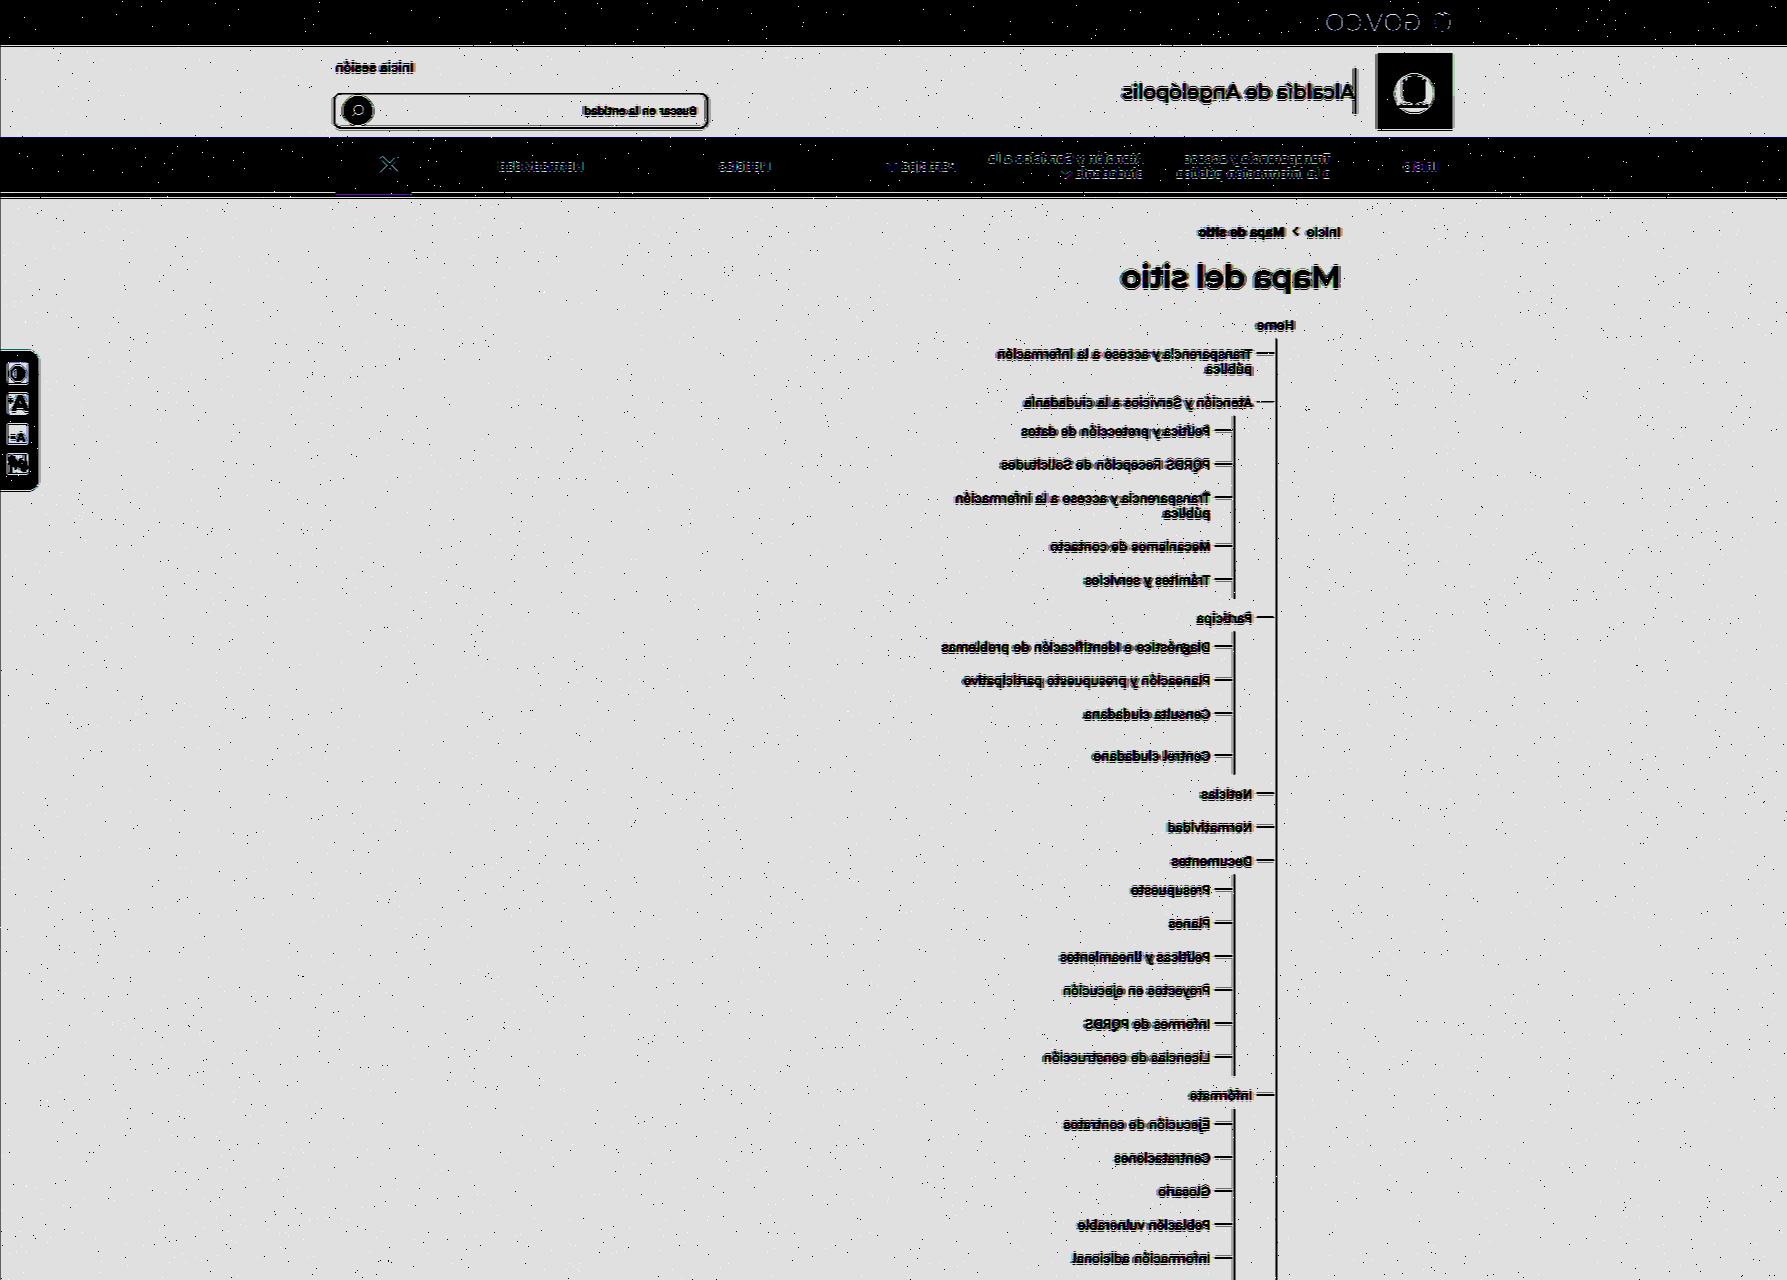 GOV.CO
Alcaldía de Angelópolis
Inicia sesión
Buscar en la entidad
Inicio
Transparencia y acceso
a la información pública
Atención y Servicios a la
ciudadanía
Participa
Noticias
Normatividad
Inicio > Mapa de sitio
Mapa del sitio
Home
Transparencia y acceso a la información
pública
Atención y Servicios a la ciudadanía
Política y protección de datos
PQRDS Recepción de Solicitudes
Transparencia y acceso a la información
pública
Mecanismos de contacto
Trámites y servicios
Participa
Diagnóstico e identificación de problemas
Planeación y presupuesto participativo
Consulta ciudadana
Control ciudadano
Noticias
Normatividad
Documentos
Presupuesto
Planes
Políticas y lineamientos
Proyectos en ejecución
Informes de PQRDS
Licencias de construcción
Infórmate
Ejecución de contratos
Contrataciones
Glosario
Población vulnerable
Información adicional